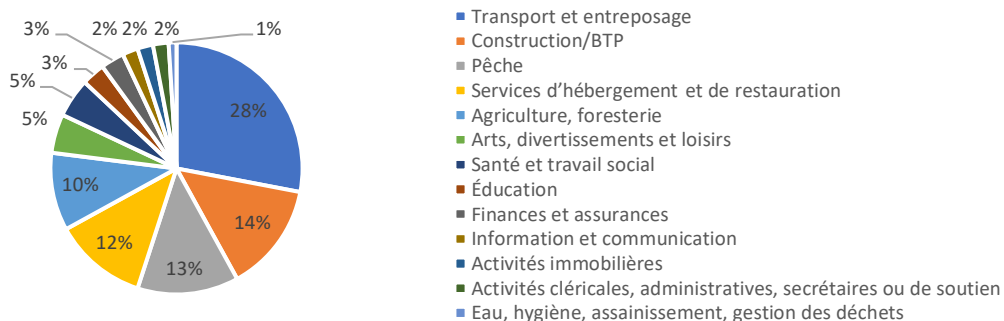 2% 2% 2% 1%
3%
3%
5%
5%
28%
10%
14%
12%
13%
Transport et entreposage
Construction/BTP
Pêche
Services d’hébergement et de restauration
Agriculture, foresterie
Arts, divertissements et loisirs
Santé et travail social
Éducation
Finances et assurances
Information et communication
Activités immobilières
Activités cléricales, administratives, secrétaires ou de soutien
Eau, hygiène, assainissement, gestion des déchets